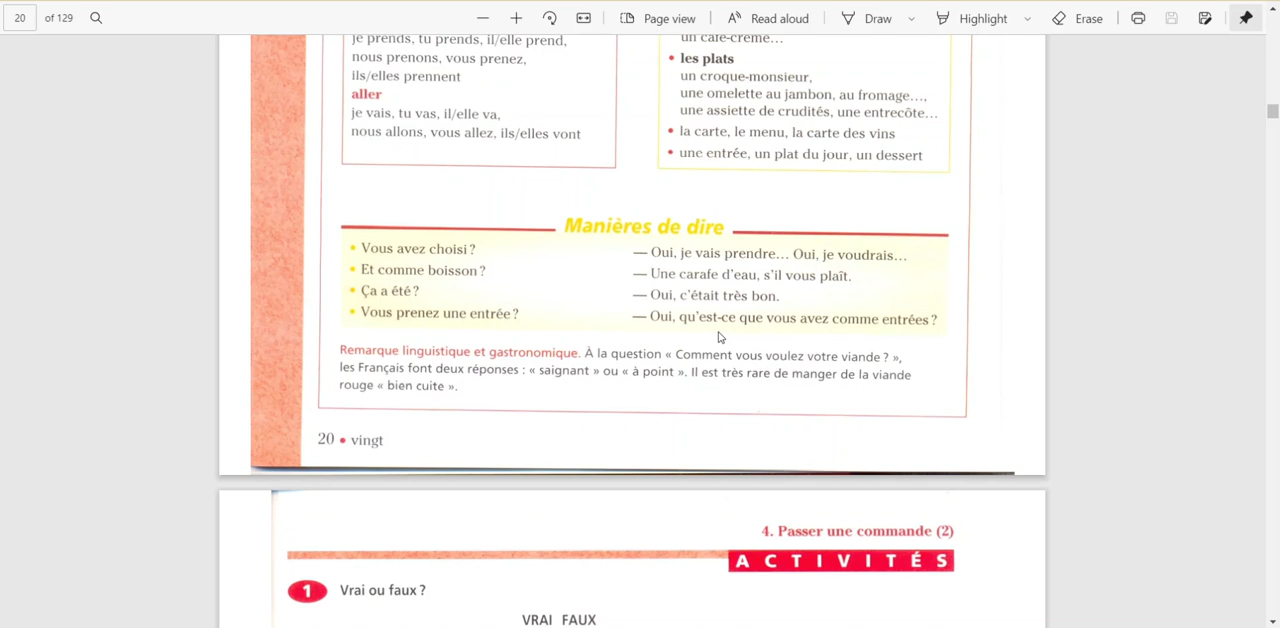 20 of 129 Page view Read aloud Draw Highlight Erase
je prends, tu prends, il/elle prend,
nous prenons, vous prenez,
ils/elles prennent
aller
je vais, tu vas, il/elle va,
nous allons, vous allez, ils/elles vont
un café-crème…
• les plats
un croque-monsieur,
une omelette au jambon, au fromage…,
une assiette de crudités, une entrecôte…
• la carte, le menu, la carte des vins
• une entrée, un plat du jour, un dessert
Manières de dire
• Vous avez choisi ? — Oui, je vais prendre… Oui, je voudrais…
• Et comme boisson ? — Une carafe d'eau, s'il vous plaît.
• Ça a été ? — Oui, c'était très bon.
• Vous prenez une entrée ? — Oui, qu'est-ce que vous avez comme entrées ?
Remarque linguistique et gastronomique. À la question « Comment vous voulez votre viande ? »,
les Français font deux réponses : « saignant » ou « à point ». Il est très rare de manger de la viande
rouge « bien cuite ».
20 • vingt
4. Passer une commande (2)
ACTIVITÉS
1 Vrai ou faux ?
VRAI FAUX